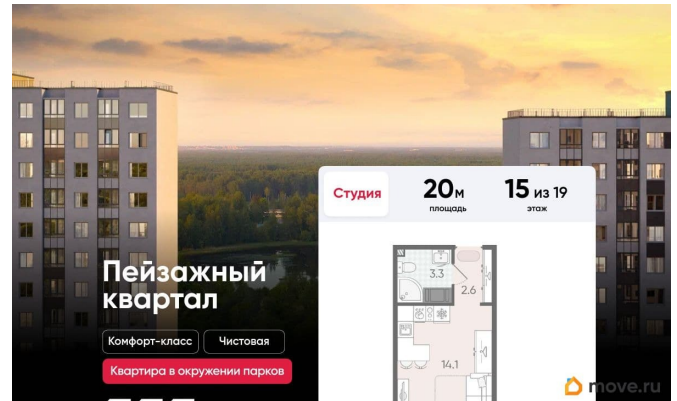 Студия
20м
площадь
15 из 19
этаж
3.3
2.6
14.1
Пейзажный
квартал
Комфорт-класс
Чистовая
Квартира в окружении парков
move.ru